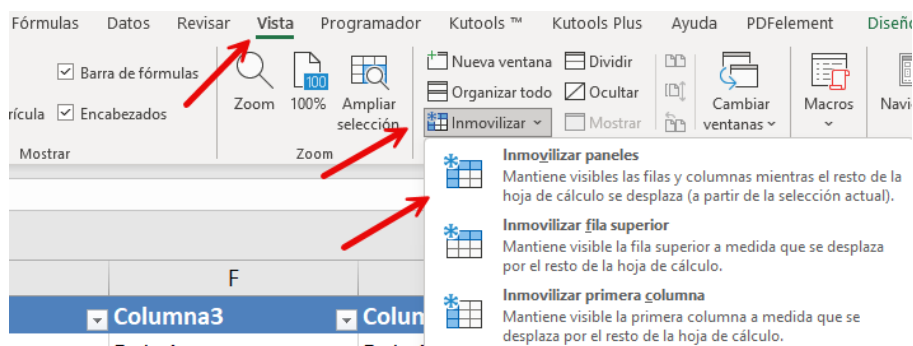 Fórmulas Datos Revisar Vista Programador Kutools ™ Kutools Plus Ayuda PDFelement Diseño
Barra de fórmulas
Encabezados
Mostrar
Zoom
100%
100
Ampliar
selección
Zoom
Nueva ventana
Organizar todo
Inmovilizar
Dividir
Ocultar
Mostrar
Cambiar
ventanas
Macros
Inmovilizar paneles
Mantiene visibles las filas y columnas mientras el resto de la
hoja de cálculo se desplaza (a partir de la selección actual).
Inmovilizar fila superior
Mantiene visible la fila superior a medida que se desplaza
por el resto de la hoja de cálculo.
Inmovilizar primera columna
Mantiene visible la primera columna a medida que se
desplaza por el resto de la hoja de cálculo.
F
Columna3